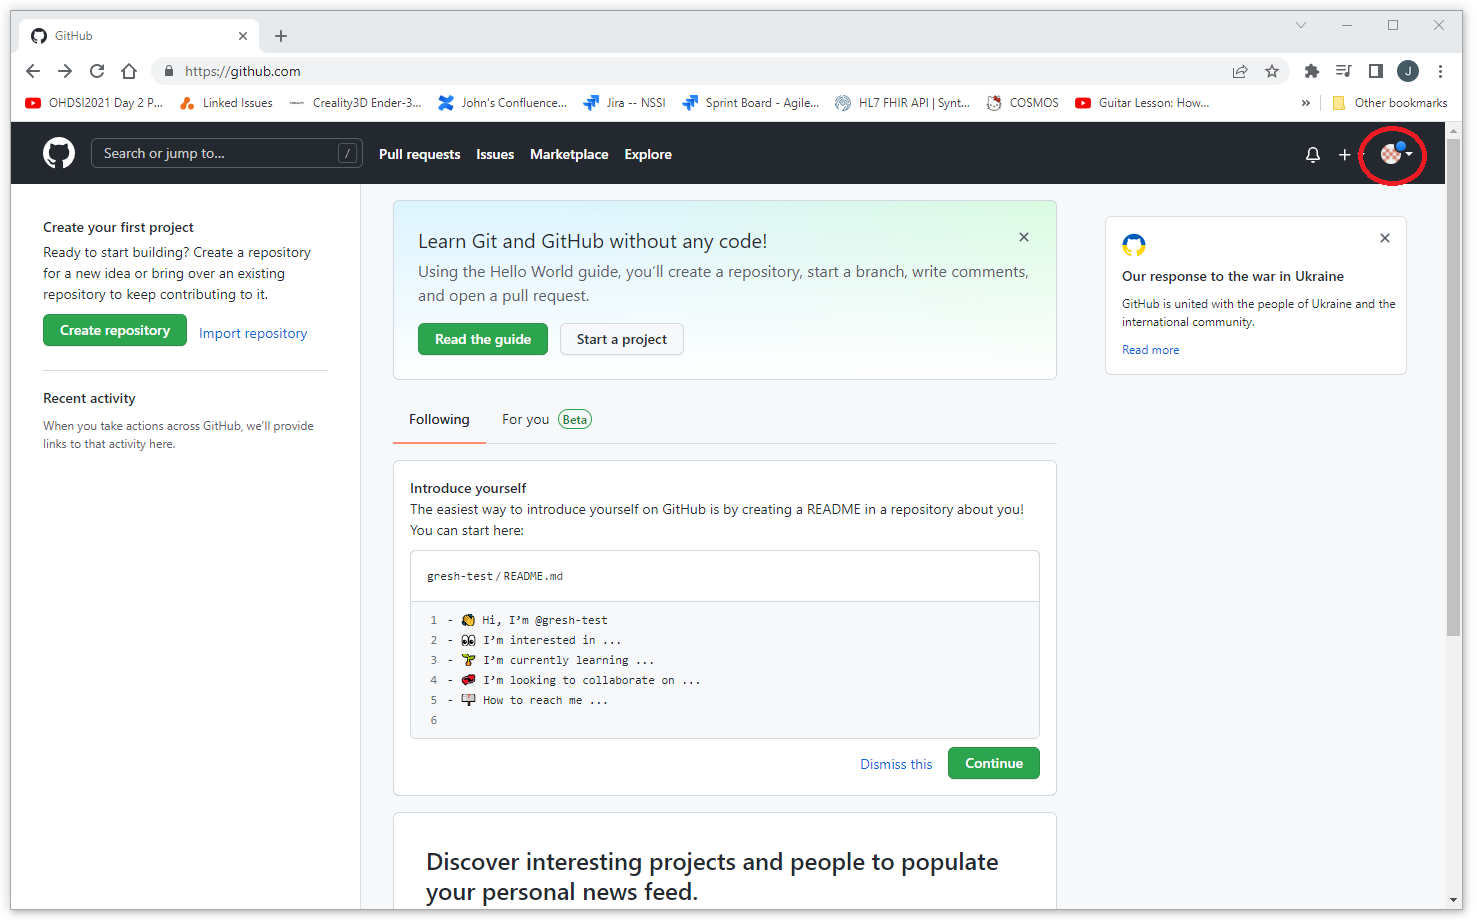 GitHub
https://github.com
J
OHDSI2021 Day 2 P...
Linked Issues
Creality3D Ender-3...
John's Confluence...
Jira -- NSSI
Sprint Board - Agile...
HL7 FHIR API | Synt...
COSMOS
Guitar Lesson: How...
»
Other bookmarks
Search or jump to...
/
Pull requests
Issues
Marketplace
Explore
Create your first project
Ready to start building? Create a repository
for a new idea or bring over an existing
repository to keep contributing to it.
Create repository
Import repository
Recent activity
When you take actions across GitHub, we'll provide
links to that activity here.
Learn Git and GitHub without any code!
Using the Hello World guide, you'll create a repository, start a branch, write comments,
and open a pull request.
Read the guide
Start a project
Following
For you
Beta
Introduce yourself
The easiest way to introduce yourself on GitHub is by creating a README in a repository about you!
You can start here:
gresh-test/README.md
1 - 👋 Hi, I'm @gresh-test
2 - 👀 I'm interested in ...
3 - 🌱 I'm currently learning ...
4 - 💞️ I'm looking to collaborate on ...
5 - 📫 How to reach me ...
6
Dismiss this
Continue
Discover interesting projects and people to populate
your personal news feed.
Our response to the war in Ukraine
GitHub is united with the people of Ukraine and the
international community.
Read more